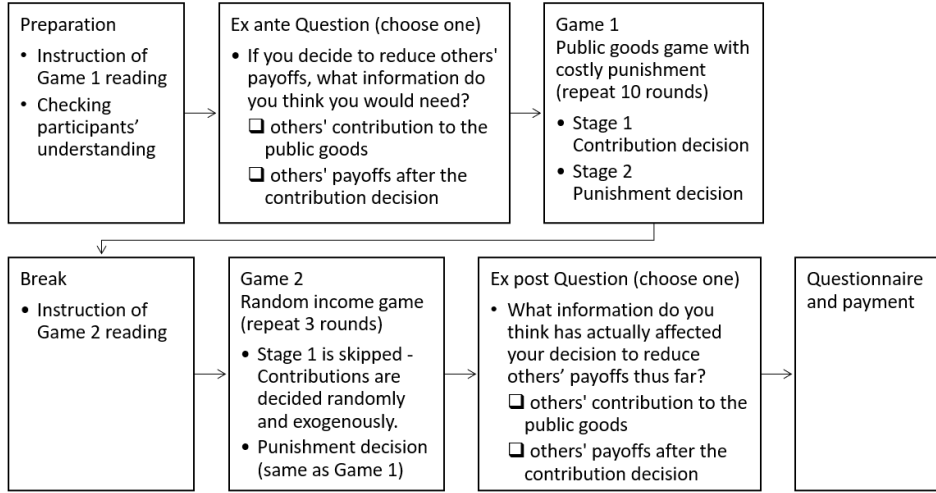 Preparation
• Instruction of
Game 1 reading
• Checking
participants’
understanding
Ex ante Question (choose one)
• If you decide to reduce others'
payoffs, what information do
you think you would need?
❑ others' contribution to the
public goods
❑ others' payoffs after the
contribution decision
Game 1
Public goods game with
costly punishment
(repeat 10 rounds)
• Stage 1
Contribution decision
• Stage 2
Punishment decision
Break
• Instruction of
Game 2 reading
Game 2
Random income game
(repeat 3 rounds)
• Stage 1 is skipped -
Contributions are
decided randomly
and exogenously.
• Punishment decision
(same as Game 1)
Ex post Question (choose one)
• What information do you
think has actually affected
your decision to reduce
others’ payoffs thus far?
❑ others' contribution to the
public goods
❑ others' payoffs after the
contribution decision
Questionnaire
and payment